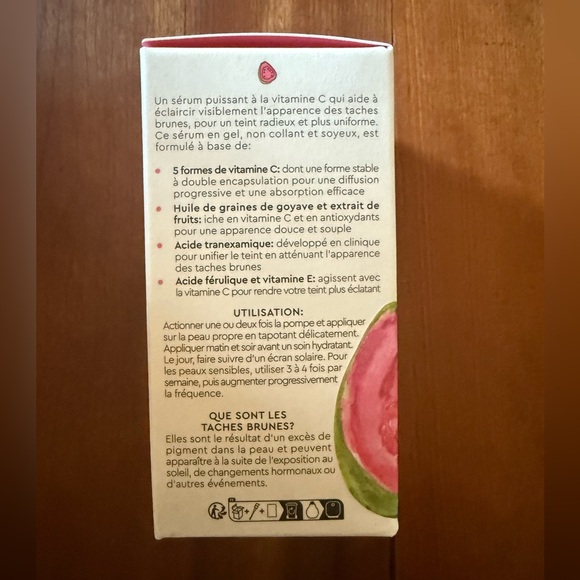 Un sérum puissant à la vitamine C qui aide à
éclaircir visiblement l'apparence des taches
brunes, pour un teint radieux et plus uniforme.
Ce sérum en gel, non collant et soyeux, est
formulé à base de:
• 5 formes de vitamine C: dont une forme stable
à double encapsulation pour une diffusion
progressive et une absorption efficace
• Huile de graines de goyave et extrait de
fruits: iche en vitamine C et en antioxydants
pour une apparence douce et souple
• Acide tranexamique: développé en clinique
pour unifier le teint en atténuant l'apparence
des taches brunes
• Acide férulique et vitamine E: agissent avec
la vitamine C pour rendre votre teint plus éclatant
UTILISATION:
Actionner une ou deux fois la pompe et appliquer
sur la peau propre en tapotant délicatement.
Appliquer matin et soir avant un soin hydratant.
Le jour, faire suivre d'un écran solaire. Pour
les peaux sensibles, utiliser 3 à 4 fois par
semaine, puis augmenter progressivement
la fréquence.
QUE SONT LES
TACHES BRUNES?
Elles sont le résultat d'un excès de
pigment dans la peau et peuvent
apparaître à la suite de l'exposition au
soleil, de changements hormonaux ou
d'autres événements.